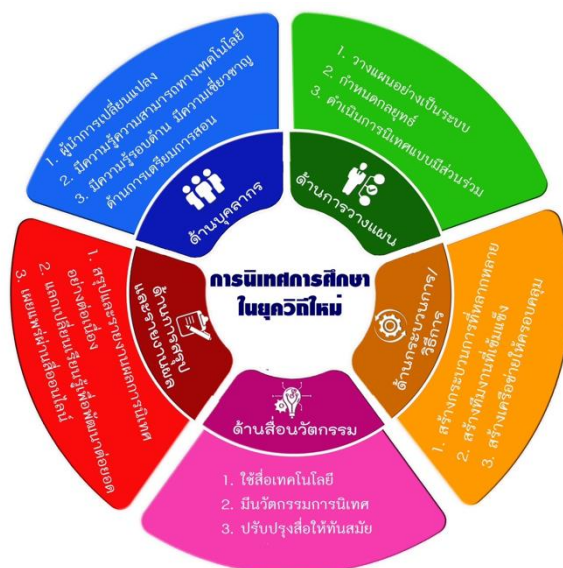 การนิเทศการศึกษา
ในยุควิถีใหม่
ด้านบุคลากร
1. ผู้นำการเปลี่ยนแปลง
2. มีความรู้ความสามารถทางเทคโนโลยี
3. มีความรู้รอบด้าน มีความเชี่ยวชาญ
ด้านการเตรียมการสอน
ด้านการวางแผน
1. วางแผนอย่างเป็นระบบ
2. กำหนดกลยุทธ์
3. ดำเนินการนิเทศแบบมีส่วนร่วม
ด้านกระบวนการ/
วิธีการ
1. สร้างกระบวนการที่หลากหลาย
2. สร้างทีมงานที่เข้มแข็ง
3. สร้างเครือข่ายให้ครอบคลุม
ด้านสื่อนวัตกรรม
1. ใช้สื่อเทคโนโลยี
2. มีนวัตกรรมการนิเทศ
3. ปรับปรุงสื่อให้ทันสมัย
ด้านการสรุป
และรายงานผล
1. สรุปและรายงานผลการนิเทศ
อย่างต่อเนื่อง
2. แลกเปลี่ยนเรียนรู้เพื่อพัฒนาต่อยอด
3. เผยแพร่ผ่านสื่อออนไลน์